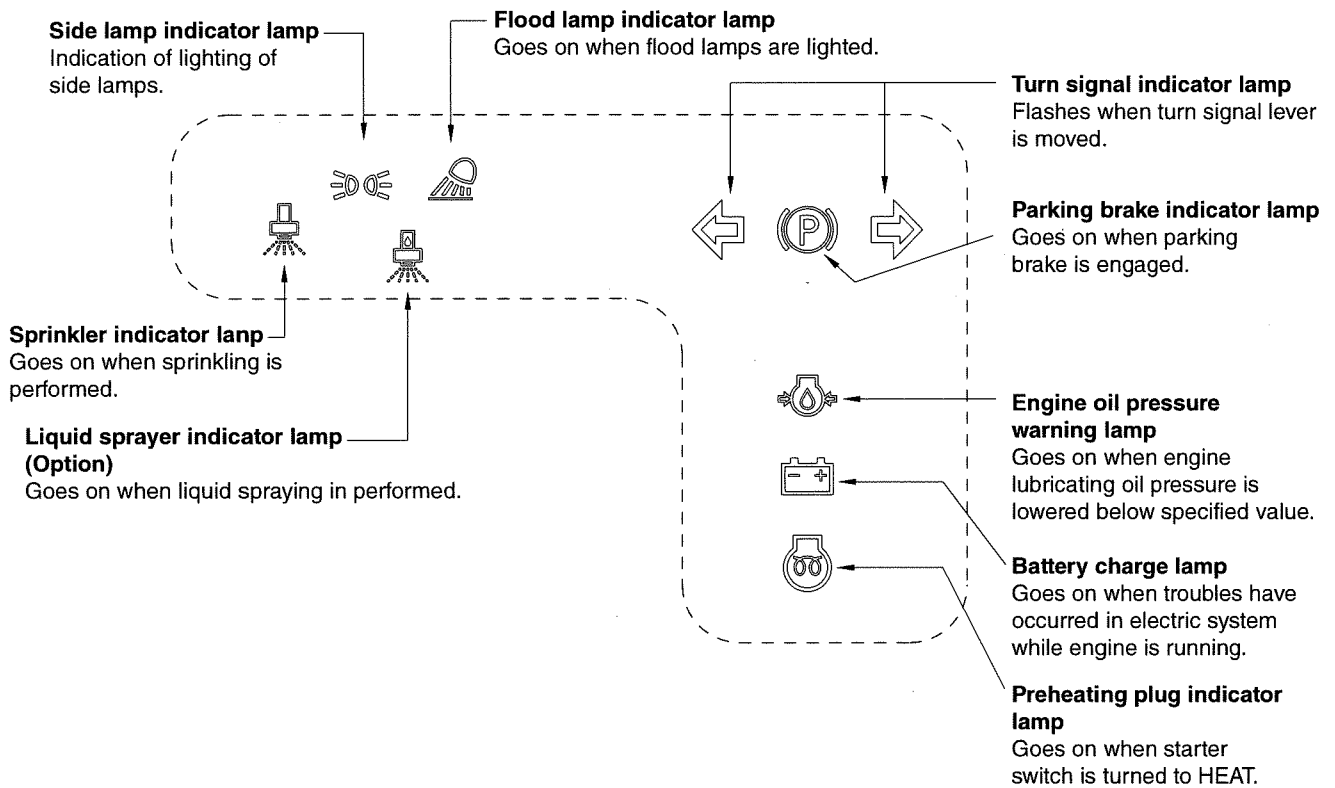 Side lamp indicator lamp
Indication of lighting of
side lamps.
Flood lamp indicator lamp
Goes on when flood lamps are lighted.
Turn signal indicator lamp
Flashes when turn signal lever
is moved.
Parking brake indicator lamp
Goes on when parking
brake is engaged.
P
Sprinkler indicator lanp
Goes on when sprinkling is
performed.
Liquid sprayer indicator lamp
(Option)
Goes on when liquid spraying in performed.
Engine oil pressure
warning lamp
Goes on when engine
lubricating oil pressure is
lowered below specified value.
- +
Battery charge lamp
Goes on when troubles have
occurred in electric system
while engine is running.
Preheating plug indicator
lamp
Goes on when starter
switch is turned to HEAT.